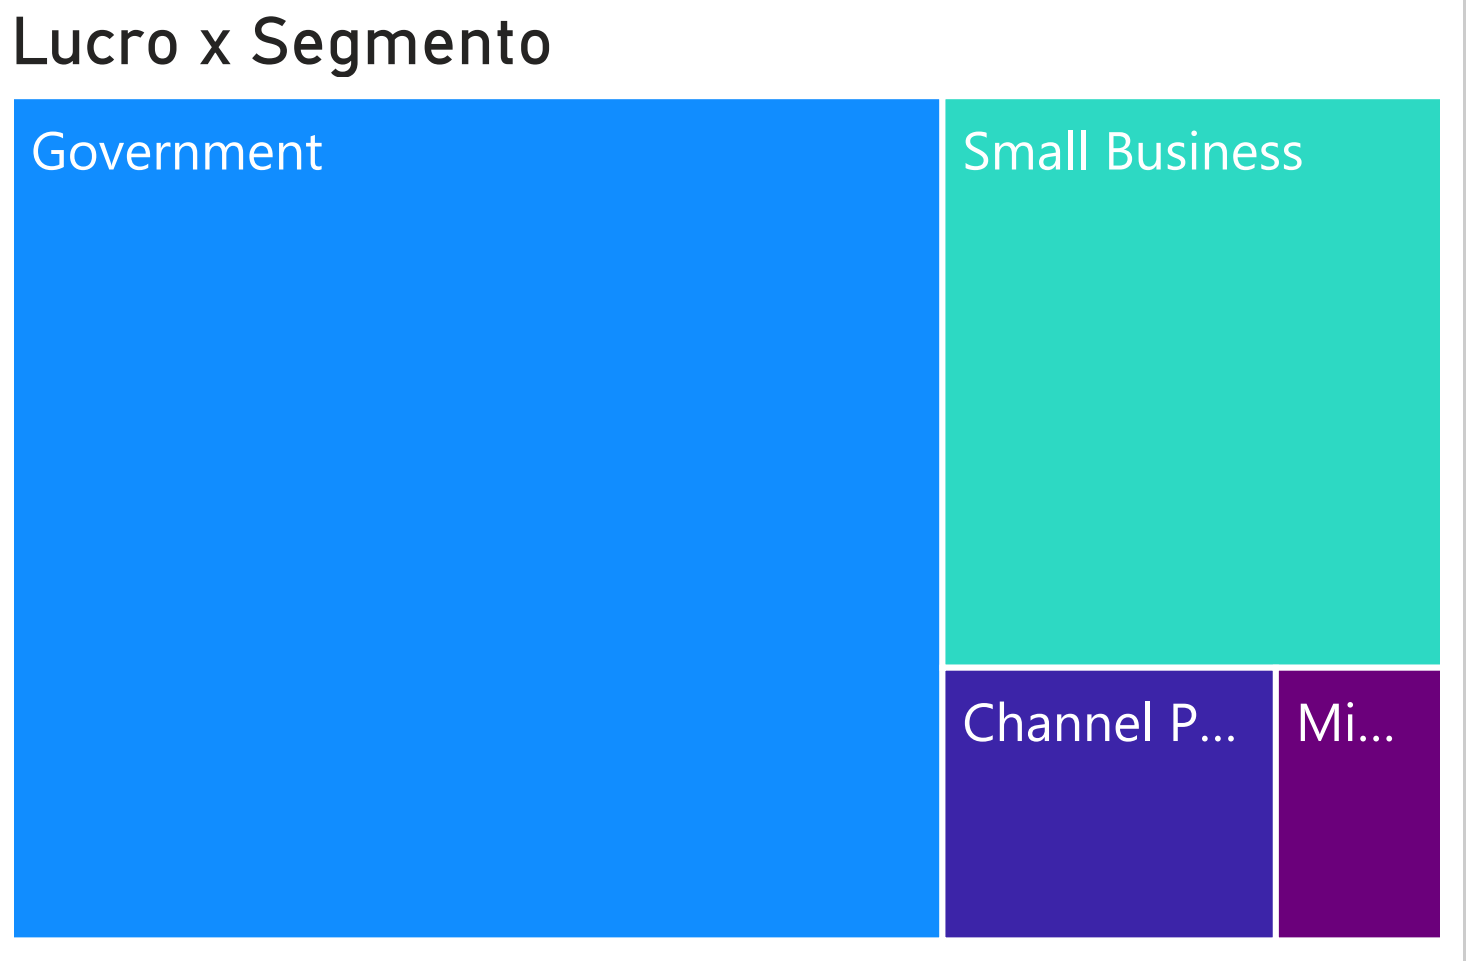 Lucro x Segmento
Government
Small Business
Channel P...
Mi...